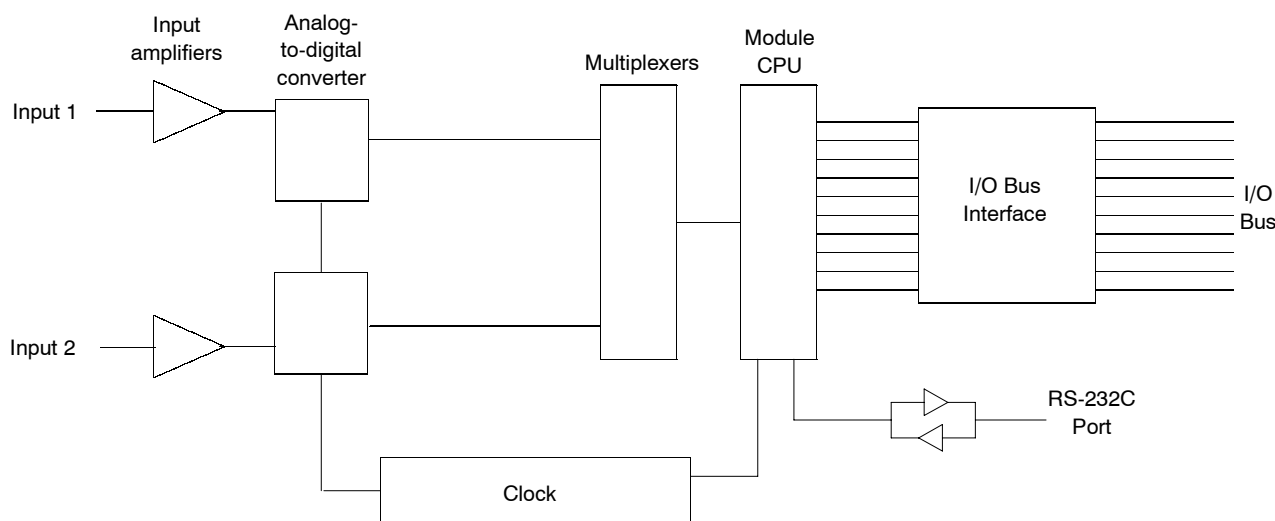 Input
amplifiers
Analog-
to-digital
converter
Multiplexers
Module
CPU
Input 1
I/O Bus
Interface
I/O
Bus
Input 2
RS-232C
Port
Clock